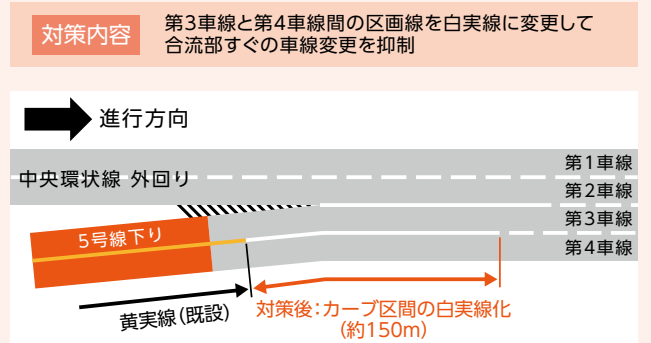 対策内容
第3車線と第4車線間の区画線を白実線に変更して
合流部すぐの車線変更を抑制
進行方向
中央環状線 外回り
第1車線
第2車線
第3車線
第4車線
5号線下り
黄実線(既設)
対策後:カーブ区間の白実線化
(約150m)